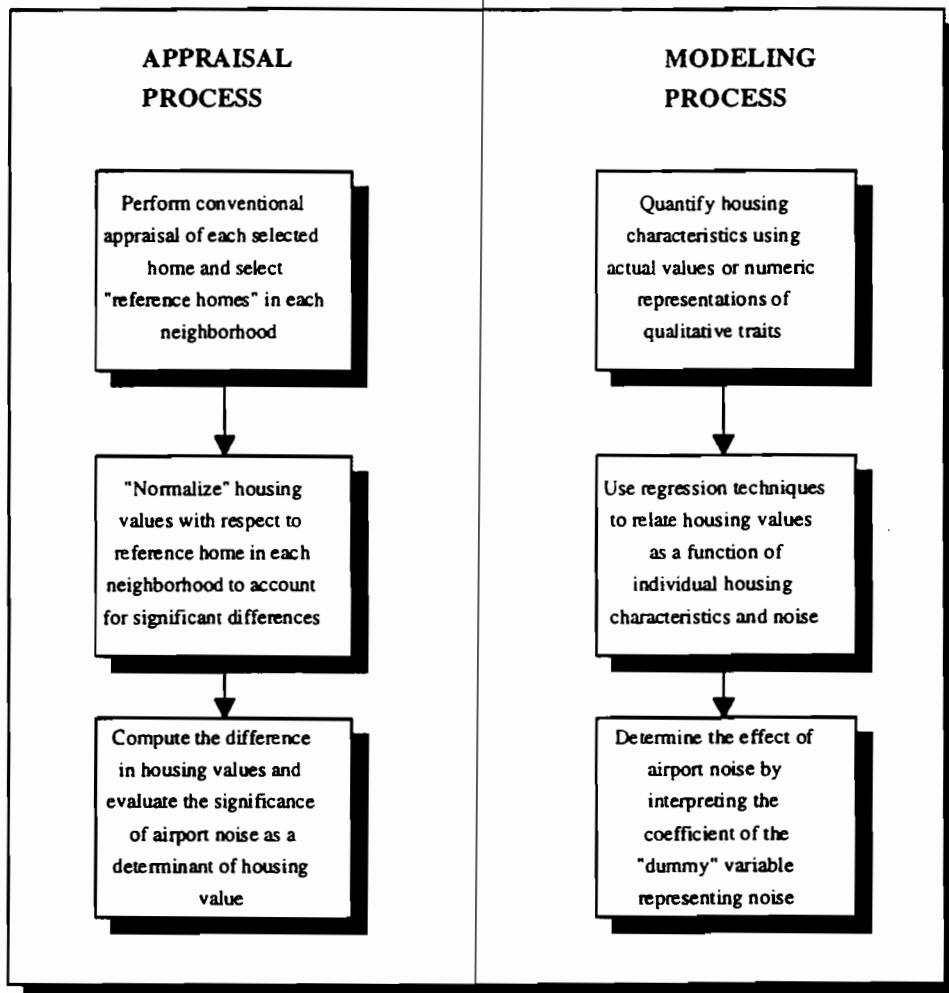 APPRAISAL
PROCESS
Perform conventional
appraisal of each selected
home and select
"reference homes" in each
neighborhood
"Normalize" housing
values with respect to
reference home in each
neighborhood to account
for significant differences
Compute the difference
in housing values and
evaluate the significance
of airport noise as a
determinant of housing
value
MODELING
PROCESS
Quantify housing
characteristics using
actual values or numeric
representations of
qualitative traits
Use regression techniques
to relate housing values
as a function of
individual housing
characteristics and noise
Determine the effect of
airport noise by
interpreting the
coefficient of the
"dummy" variable
representing noise